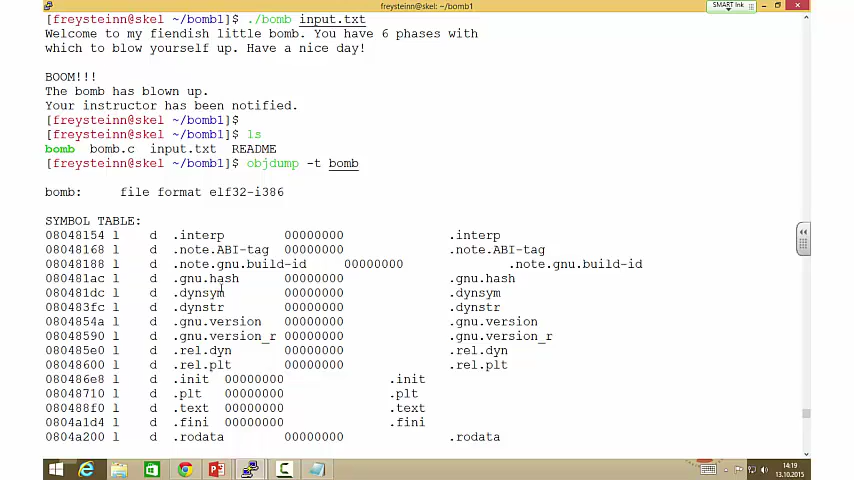 freysteinn@skel: ~/bomb1
SMART Ink
[freysteinn@skel ~/bomb1]$ ./bomb input.txt
Welcome to my fiendish little bomb. You have 6 phases with
which to blow yourself up. Have a nice day!
BOOM!!!
The bomb has blown up.
Your instructor has been notified.
[freysteinn@skel ~/bomb1]$
[freysteinn@skel ~/bomb1]$ ls
bomb bomb.c input.txt README
[freysteinn@skel ~/bomb1]$ objdump -t bomb
bomb: file format elf32-i386
SYMBOL TABLE:
08048154 l d .interp 00000000 .interp
08048168 l d .note.ABI-tag 00000000 .note.ABI-tag
08048188 l d .note.gnu.build-id 00000000 .note.gnu.build-id
080481ac l d .gnu.hash 00000000 .gnu.hash
080481dc l d .dynsym 00000000 .dynsym
080483fc l d .dynstr 00000000 .dynstr
0804854a l d .gnu.version 00000000 .gnu.version
08048590 l d .gnu.version_r 00000000 .gnu.version_r
080485e0 l d .rel.dyn 00000000 .rel.dyn
08048600 l d .rel.plt 00000000 .rel.plt
080486e8 l d .init 00000000 .init
08048710 l d .plt 00000000 .plt
080488f0 l d .text 00000000 .text
0804a1d4 l d .fini 00000000 .fini
0804a200 l d .rodata 00000000 .rodata
14:19
13.10.2015